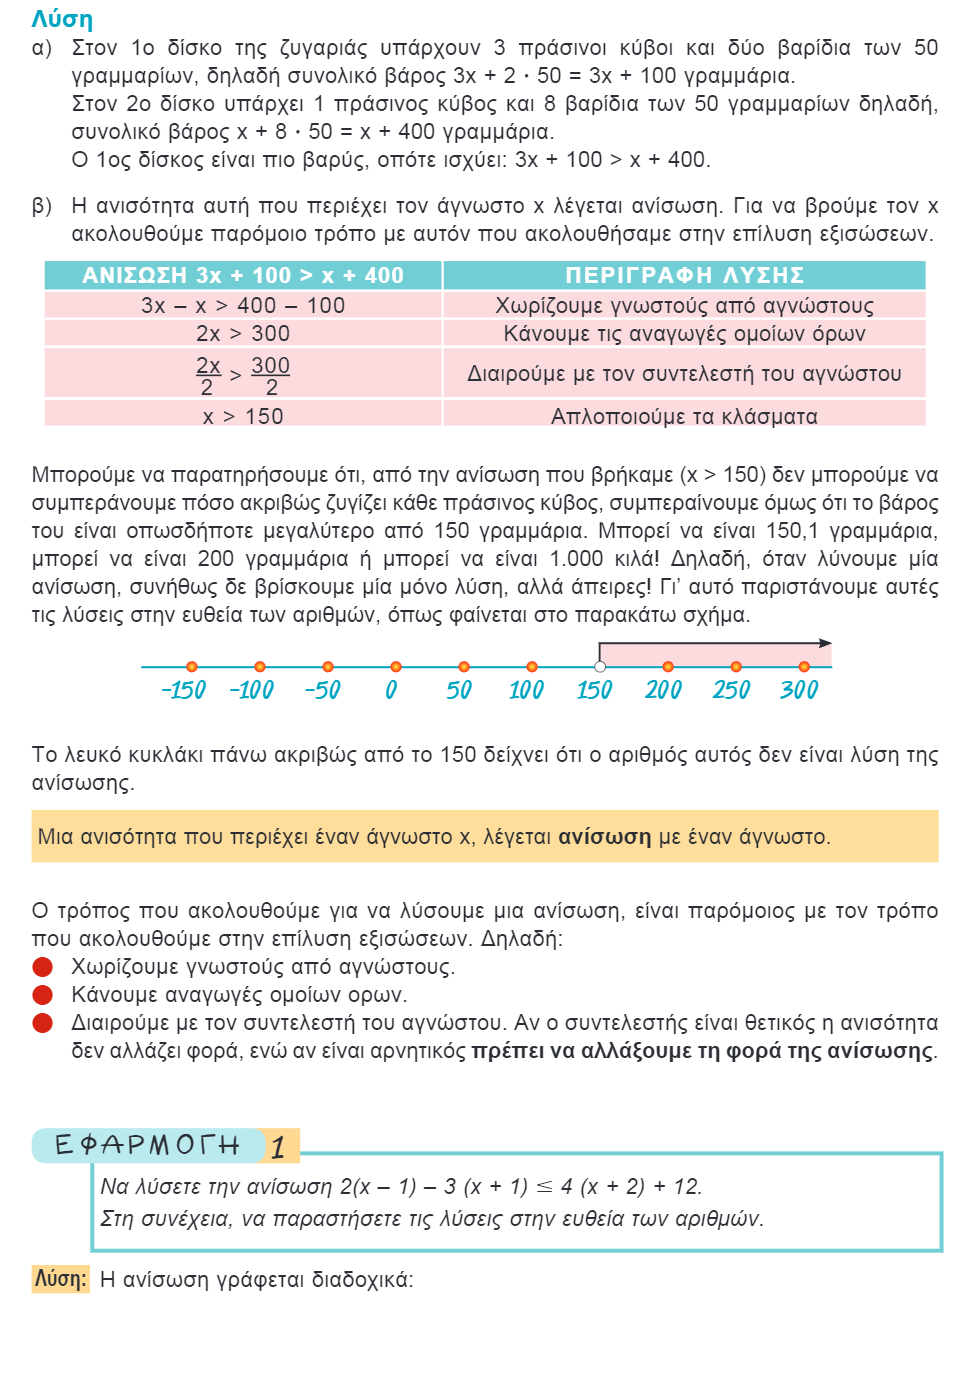 Λύση
α) Στον 1ο δίσκο της ζυγαριάς υπάρχουν 3 πράσινοι κύβοι και δύο βαρίδια των 50
γραμμαρίων, δηλαδή συνολικό βάρος 3x + 2 · 50 = 3x + 100 γραμμάρια.
Στον 2ο δίσκο υπάρχει 1 πράσινος κύβος και 8 βαρίδια των 50 γραμμαρίων δηλαδή,
συνολικό βάρος x + 8 · 50 = x + 400 γραμμάρια.
Ο 1ος δίσκος είναι πιο βαρύς, οπότε ισχύει: 3x + 100 > x + 400.
β) Η ανισότητα αυτή που περιέχει τον άγνωστο x λέγεται ανίσωση. Για να βρούμε τον x
ακολουθούμε παρόμοιο τρόπο με αυτόν που ακολουθήσαμε στην επίλυση εξισώσεων.
ΑΝΙΣΩΣΗ 3x + 100 > x + 400 ΠΕΡΙΓΡΑΦΗ ΛΥΣΗΣ
3x – x > 400 – 100 Χωρίζουμε γνωστούς από αγνώστους
2x > 300 Κάνουμε τις αναγωγές ομοίων όρων
2x/2 > 300/2 Διαιρούμε με τον συντελεστή του αγνώστου
x > 150 Απλοποιούμε τα κλάσματα
Μπορούμε να παρατηρήσουμε ότι, από την ανίσωση που βρήκαμε (x > 150) δεν μπορούμε να
συμπεράνουμε πόσο ακριβώς ζυγίζει κάθε πράσινος κύβος, συμπεραίνουμε όμως ότι το βάρος
του είναι οπωσδήποτε μεγαλύτερο από 150 γραμμάρια. Μπορεί να είναι 150,1 γραμμάρια,
μπορεί να είναι 200 γραμμάρια ή μπορεί να είναι 1.000 κιλά! Δηλαδή, όταν λύνουμε μία
ανίσωση, συνήθως δε βρίσκουμε μία μόνο λύση, αλλά άπειρες! Γι’ αυτό παριστάνουμε αυτές
τις λύσεις στην ευθεία των αριθμών, όπως φαίνεται στο παρακάτω σχήμα.
-150 -100 -50 0 50 100 150 200 250 300
Το λευκό κυκλάκι πάνω ακριβώς από το 150 δείχνει ότι ο αριθμός αυτός δεν είναι λύση της
ανίσωσης.
Μια ανισότητα που περιέχει έναν άγνωστο x, λέγεται ανίσωση με έναν άγνωστο.
Ο τρόπος που ακολουθούμε για να λύσουμε μια ανίσωση, είναι παρόμοιος με τον τρόπο
που ακολουθούμε στην επίλυση εξισώσεων. Δηλαδή:
Χωρίζουμε γνωστούς από αγνώστους.
Κάνουμε αναγωγές ομοίων ορων.
Διαιρούμε με τον συντελεστή του αγνώστου. Αν ο συντελεστής είναι θετικός η ανισότητα
δεν αλλάζει φορά, ενώ αν είναι αρνητικός πρέπει να αλλάξουμε τη φορά της ανίσωσης.
ΕΦΑΡΜΟΓΗ 1
Να λύσετε την ανίσωση 2(x – 1) – 3 (x + 1) ≤ 4 (x + 2) + 12.
Στη συνέχεια, να παραστήσετε τις λύσεις στην ευθεία των αριθμών.
Λύση: Η ανίσωση γράφεται διαδοχικά: